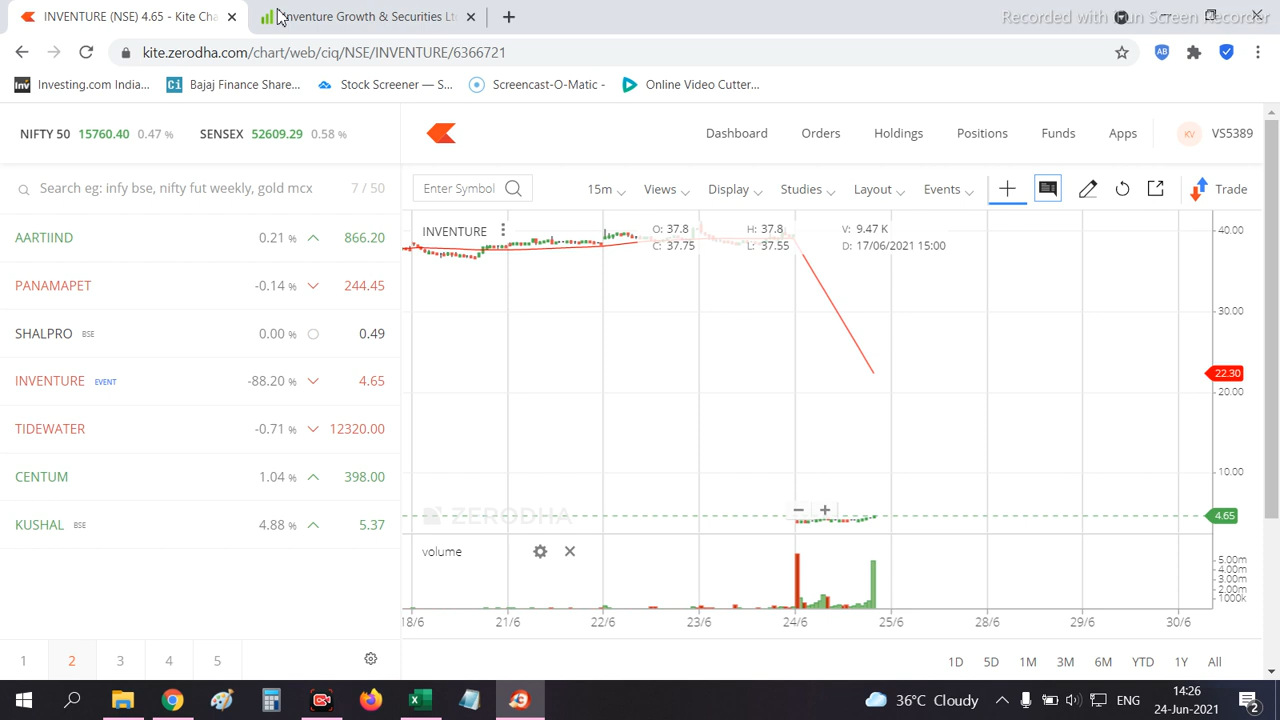 INVENTURE (NSE) 4.65 - Kite Cha
Inventure Growth & Securities Lt
Recorded with Fun Screen Recorder
kite.zerodha.com/chart/web/ciq/NSE/INVENTURE/6366721
Investing.com India...
Bajaj Finance Share...
Stock Screener — S...
Screencast-O-Matic -
Online Video Cutter...
NIFTY 50 15760.40 0.47 % SENSEX 52609.29 0.58 %
Dashboard Orders Holdings Positions Funds Apps KV VS5389
Search eg: infy bse, nifty fut weekly, gold mcx 7 / 50
Enter Symbol 15m Views Display Studies Layout Events Trade
AARTIIND 0.21 % 866.20
PANAMAPET -0.14 % 244.45
SHALPRO BSE 0.00 % 0.49
INVENTURE EVENT -88.20 % 4.65
TIDEWATER -0.71 % 12320.00
CENTUM 1.04 % 398.00
KUSHAL BSE 4.88 % 5.37
1 2 3 4 5
INVENTURE
O: 37.8 H: 37.8 V: 9.47 K
C: 37.75 L: 37.55 D: 17/06/2021 15:00
40.00
30.00
22.30
20.00
10.00
4.65
ZERODHA
volume
5.00m
4.00m
3.00m
2.00m
1000k
18/6 21/6 22/6 23/6 24/6 25/6 28/6 29/6 30/6
1D 5D 1M 3M 6M YTD 1Y All
36°C Cloudy ENG
14:26
24-Jun-2021
2